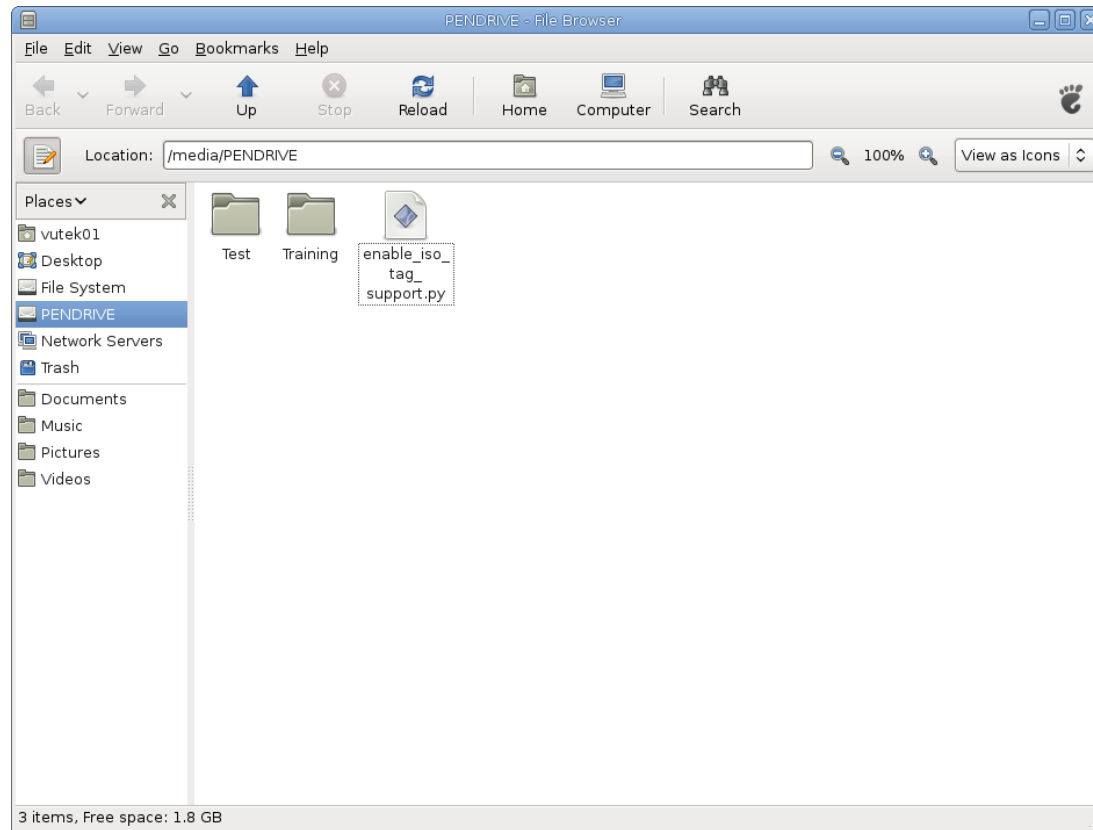 PENDRIVE - File Browser
File Edit View Go Bookmarks Help
Back Forward Up Stop Reload Home Computer Search
Location: /media/PENDRIVE 100% View as Icons
Places
vutek01
Desktop
File System
PENDRIVE
Network Servers
Trash
Documents
Music
Pictures
Videos
Test Training enable_iso_
tag_
support.py
3 items, Free space: 1.8 GB